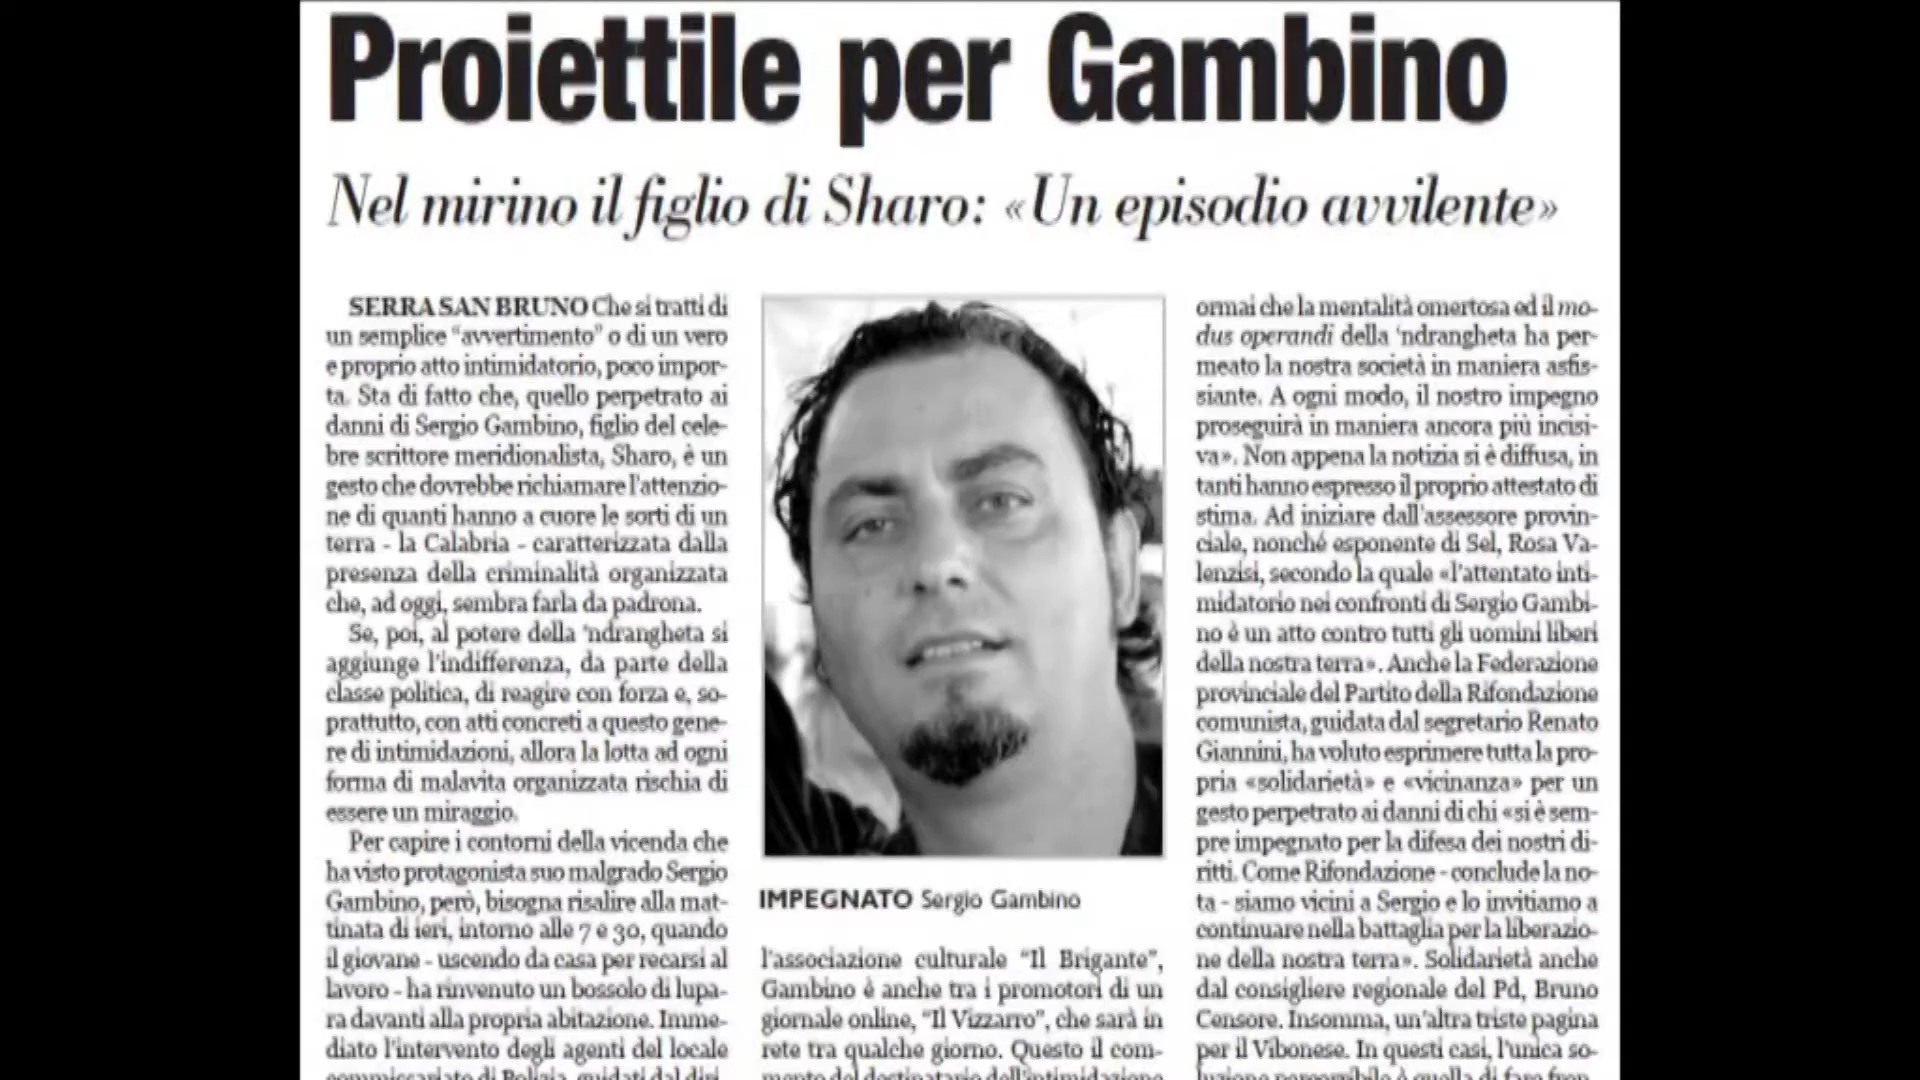 Proiettile per Gambino
Nel mirino il figlio di Sharo: «Un episodio avvilente»
SERRA SAN BRUNO Che si tratti di
un semplice "avvertimento" o di un vero
e proprio atto intimidatorio, poco impor-
ta. Sta di fatto che, quello perpetrato ai
danni di Sergio Gambino, figlio del cele-
bre scrittore meridionalista, Sharo, è un
gesto che dovrebbe richiamare l'attenzio-
ne di quanti hanno a cuore le sorti di un
terra - la Calabria - caratterizzata dalla
presenza della criminalità organizzata
che, ad oggi, sembra farla da padrona.
Se, poi, al potere della 'ndrangheta si
aggiunge l'indifferenza, da parte della
classe politica, di reagire con forza e, so-
prattutto, con atti concreti a questo gene-
re di intimidazioni, allora la lotta ad ogni
forma di malavita organizzata rischia di
essere un miraggio.
Per capire i contorni della vicenda che
ha visto protagonista suo malgrado Sergio
Gambino, però, bisogna risalire alla mat-
tinata di ieri, intorno alle 7 e 30, quando
il giovane - uscendo da casa per recarsi al
lavoro - ha rinvenuto un bossolo di lupa-
ra davanti alla propria abitazione. Imme-
diato l'intervento degli agenti del locale
commissariato di Polizia, guidati dal diri-
IMPEGNATO Sergio Gambino
l'associazione culturale "Il Brigante",
Gambino è anche tra i promotori di un
giornale online, "Il Vizzarro", che sarà in
rete tra qualche giorno. Questo il com-
mento del destinatario dell'intimidazione
ormai che la mentalità omertosa ed il mo-
dus operandi della 'ndrangheta ha per-
meato la nostra società in maniera asfis-
siante. A ogni modo, il nostro impegno
proseguirà in maniera ancora più incisi-
va». Non appena la notizia si è diffusa, in
tanti hanno espresso il proprio attestato di
stima. Ad iniziare dall'assessore provin-
ciale, nonché esponente di Sel, Rosa Va-
lenzisi, secondo la quale «l'attentato inti-
midatorio nei confronti di Sergio Gambi-
no è un atto contro tutti gli uomini liberi
della nostra terra». Anche la Federazione
provinciale del Partito della Rifondazione
comunista, guidata dal segretario Renato
Giannini, ha voluto esprimere tutta la pro-
pria «solidarietà» e «vicinanza» per un
gesto perpetrato ai danni di chi «si è sem-
pre impegnato per la difesa dei nostri di-
ritti. Come Rifondazione - conclude la no-
ta - siamo vicini a Sergio e lo invitiamo a
continuare nella battaglia per la liberazio-
ne della nostra terra». Solidarietà anche
dal consigliere regionale del Pd, Bruno
Censore. Insomma, un'altra triste pagina
per il Vibonese. In questi casi, l'unica so-
luzione percorribile è quella di fare fron-